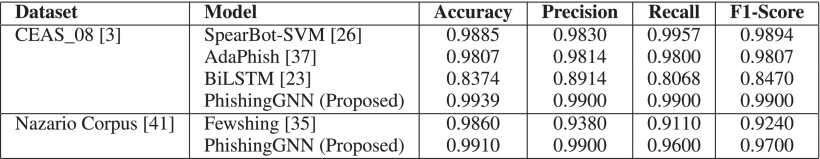 Dataset Model Accuracy Precision Recall F1-Score
CEAS_08 [3] SpearBot-SVM [26] 0.9885 0.9830 0.9957 0.9894
AdaPhish [37] 0.9807 0.9814 0.9800 0.9807
BiLSTM [23] 0.8374 0.8914 0.8068 0.8470
PhishingGNN (Proposed) 0.9939 0.9900 0.9900 0.9900
Nazario Corpus [41] Fewshing [35] 0.9860 0.9380 0.9110 0.9240
PhishingGNN (Proposed) 0.9910 0.9900 0.9600 0.9700